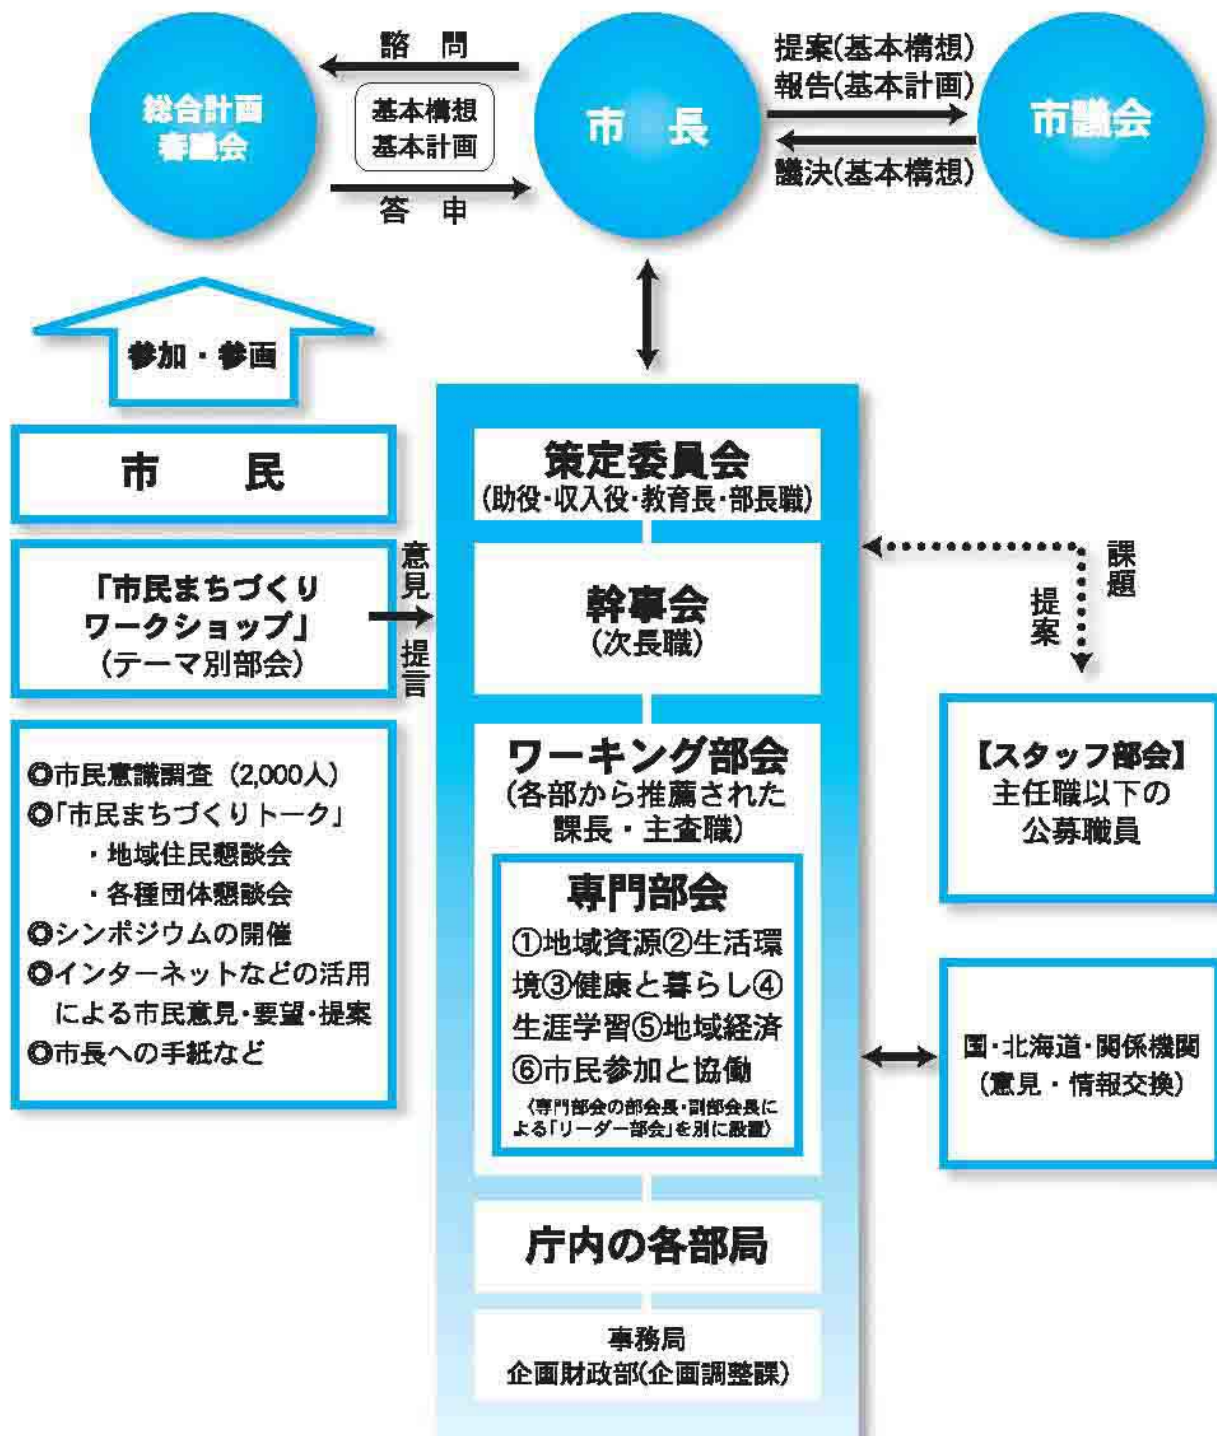 諮　問
総合計画
審議会
基本構想
基本計画
答　申
市　長
提案(基本構想)
報告(基本計画)
議決(基本構想)
市議会
参加・参画
市　　民
「市民まちづくり
ワークショップ」
(テーマ別部会)
意見
提言
◎市民意識調査（2,000人）
◎「市民まちづくりトーク」
・地域住民懇談会
・各種団体懇談会
◎シンポジウムの開催
◎インターネットなどの活用
による市民意見・要望・提案
◎市長への手紙など
策定委員会
(助役・収入役・教育長・部長職)
幹事会
(次長職)
ワーキング部会
(各部から推薦された
課長・主査職)
専門部会
①地域資源②生活環
境③健康と暮らし④
生涯学習⑤地域経済
⑥市民参加と協働
〈専門部会の部会長・副部会長に
よる「リーダー部会」を別に設置〉
庁内の各部局
事務局
企画財政部(企画調整課)
課題
提案
【スタッフ部会】
主任職以下の
公募職員
国・北海道・関係機関
(意見・情報交換)